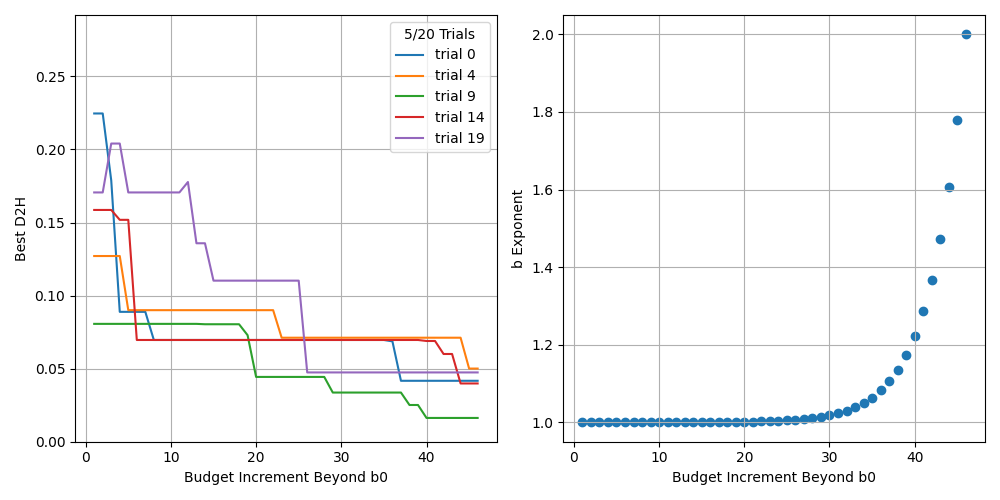 0.25
0.20
0.15
0.10
0.05
0.00
Best D2H
0 10 20 30 40
Budget Increment Beyond b0
5/20 Trials
trial 0
trial 4
trial 9
trial 14
trial 19
2.0
1.8
1.6
1.4
1.2
1.0
b Exponent
0 10 20 30 40
Budget Increment Beyond b0